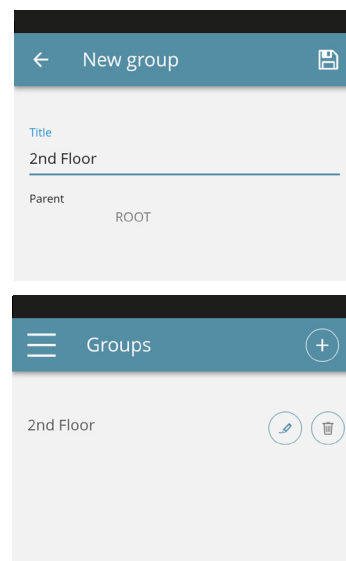 New group
Title
2nd Floor
Parent
ROOT
Groups
2nd Floor